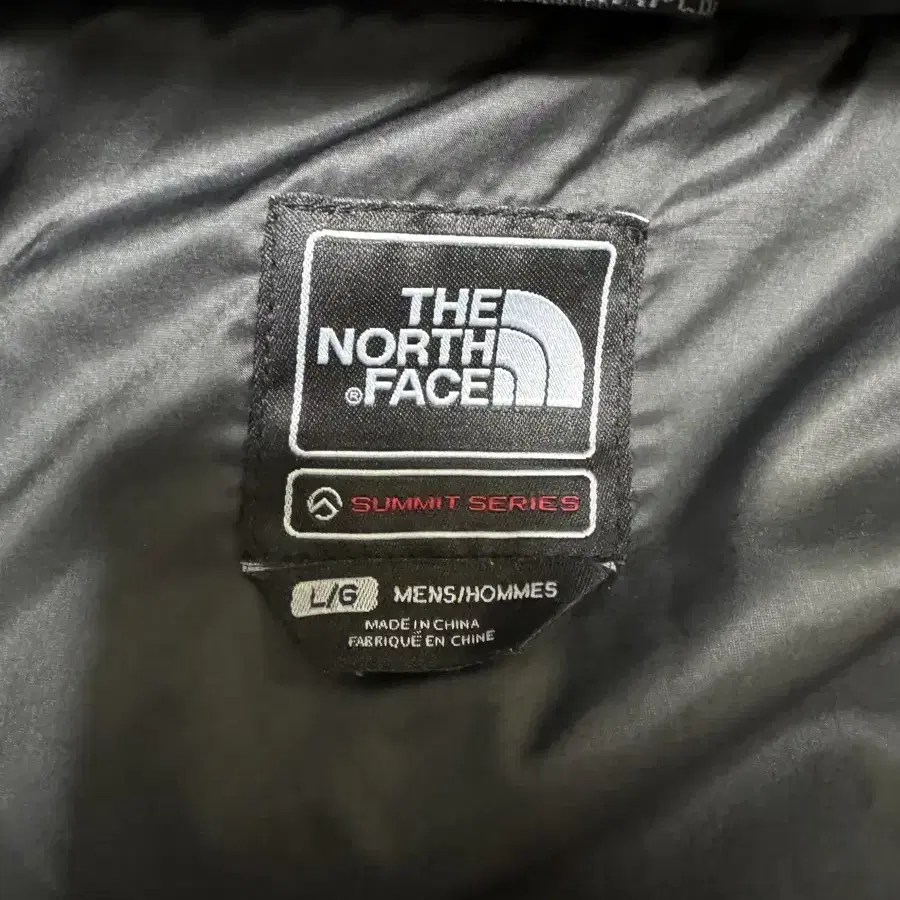 THE
NORTH
®FACE
SUMMIT SERIES
L/G MENS/HOMMES
MADE IN CHINA
FABRIQUÉ EN CHINE